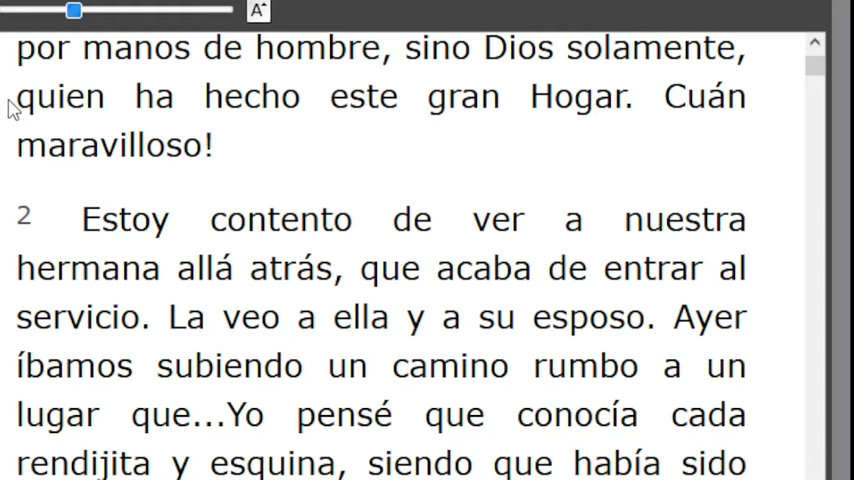 A
por manos de hombre, sino Dios solamente,
quien ha hecho este gran Hogar. Cuán
maravilloso!
2 Estoy contento de ver a nuestra
hermana allá atrás, que acaba de entrar al
servicio. La veo a ella y a su esposo. Ayer
íbamos subiendo un camino rumbo a un
lugar que...Yo pensé que conocía cada
rendijita y esquina, siendo que había sido